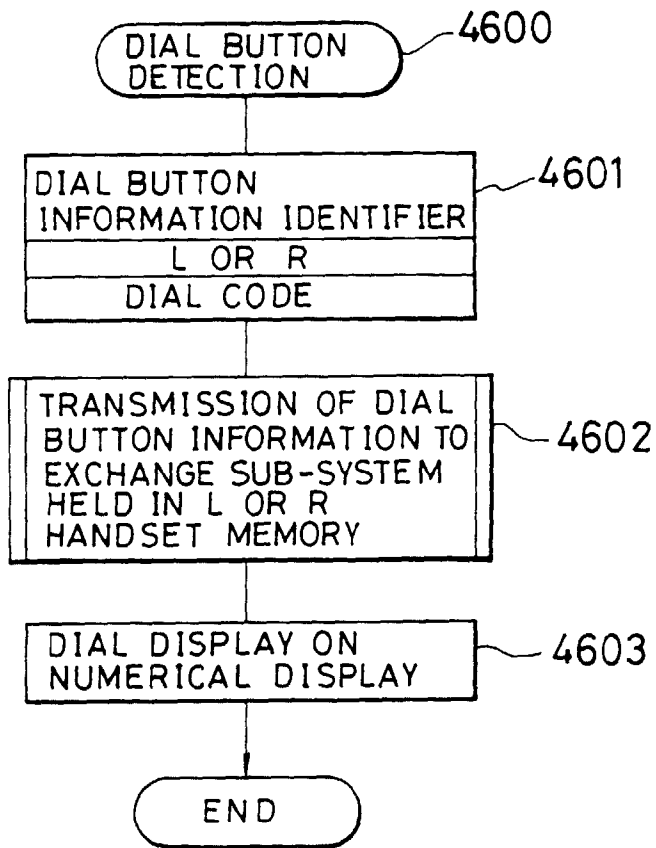 DIAL BUTTON
DETECTION
4600
DIAL BUTTON
INFORMATION IDENTIFIER
L OR R
DIAL CODE
4601
TRANSMISSION OF DIAL
BUTTON INFORMATION TO
EXCHANGE SUB-SYSTEM
HELD IN L OR R
HANDSET MEMORY
4602
DIAL DISPLAY ON
NUMERICAL DISPLAY
4603
END